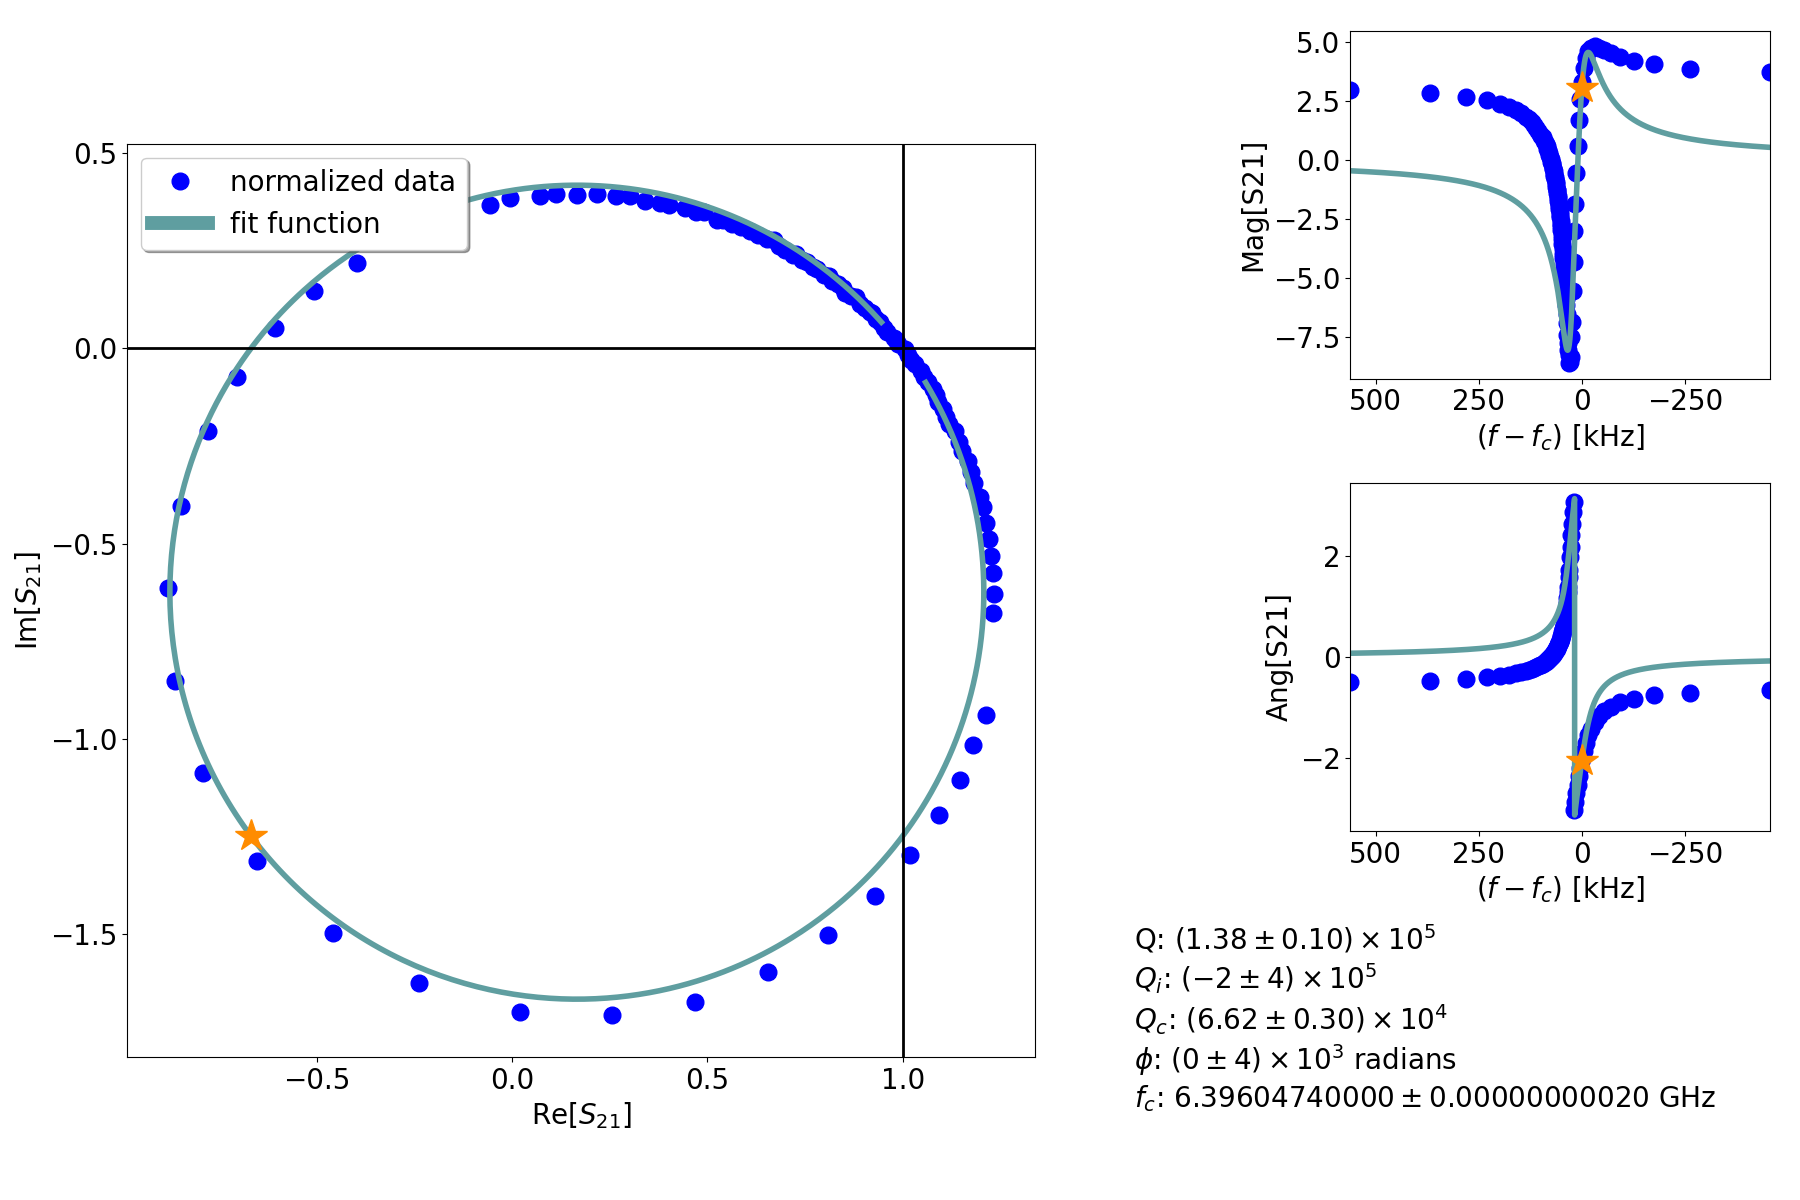 normalized data
fit function
0.5
0.0
−0.5
−1.0
−1.5
−0.5 0.0 0.5 1.0
Re[S21]
Im[S21]
5.0
2.5
0.0
−2.5
−5.0
−7.5
500 250 0 −250
(f − fc) [kHz]
Mag[S21]
2
0
−2
500 250 0 −250
(f − fc) [kHz]
Ang[S21]
Q: (1.38 ± 0.10) × 10^5
Qi: (−2 ± 4) × 10^5
Qc: (6.62 ± 0.30) × 10^4
ϕ: (0 ± 4) × 10^3 radians
fc: 6.39604740000 ± 0.00000000020 GHz